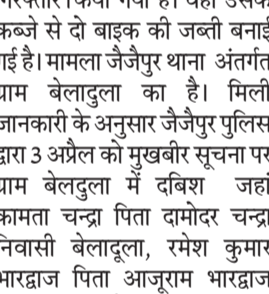 गिरफ्तार किया गया है। वहीं उसके
कब्जे से दो बाइक की जब्ती बनाई
गई है। मामला जैजैपुर थाना अंतर्गत
ग्राम बेलादुला का है। मिली
जानकारी के अनुसार जैजैपुर पुलिस
द्वारा 3 अप्रैल को मुखबीर सूचना पर
ग्राम बेलदुला में दबिश जहां
कामता चन्द्रा पिता दामोदर चन्द्रा
निवासी बेलादूला, रमेश कुमार
भारद्वाज पिता आजूराम भारद्वाज